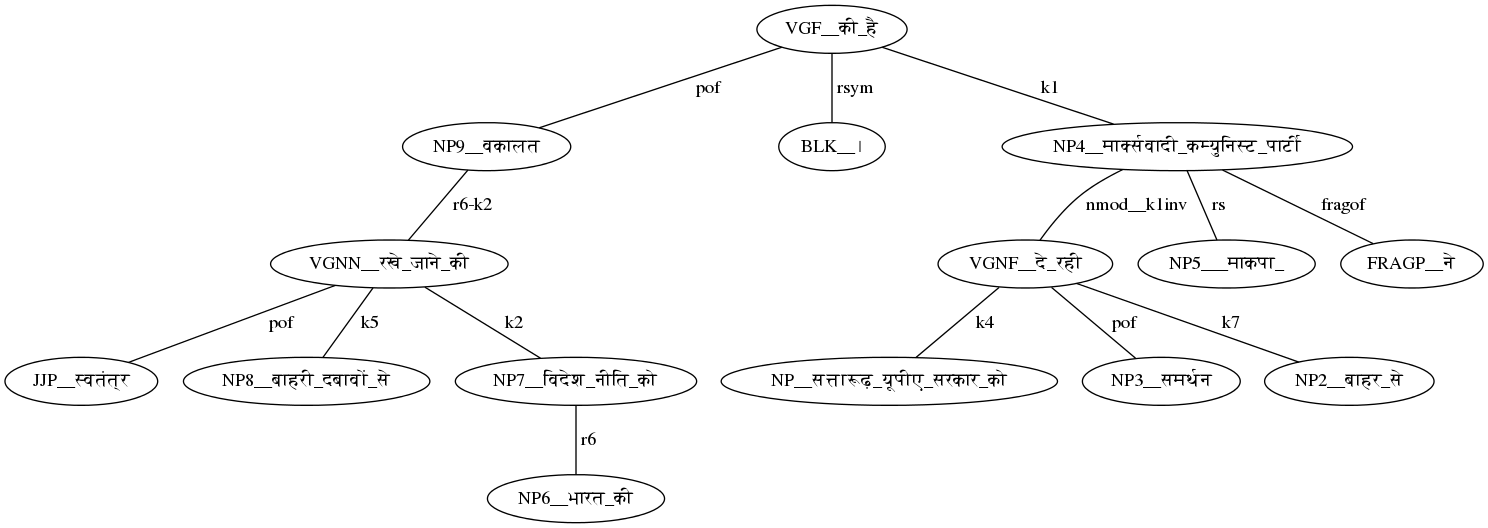 VGF__की_है
pof rsym k1
NP9__वकालत BLK__। NP4__मार्क्सवादी_कम्युनिस्ट_पार्टी
r6-k2 nmod__k1inv rs fragof
VGNN__रखे_जाने_की VGNF__दे_रही NP5___माकपा_ FRAGP__ने
pof k5 k2 k4 pof k7
JJP__स्वतंत्र NP8__बाहरी_दबावों_से NP7__विदेश_नीति_को NP__सत्तारूढ़_यूपीए_सरकार_को NP3__समर्थन NP2__बाहर_से
r6
NP6__भारत_की